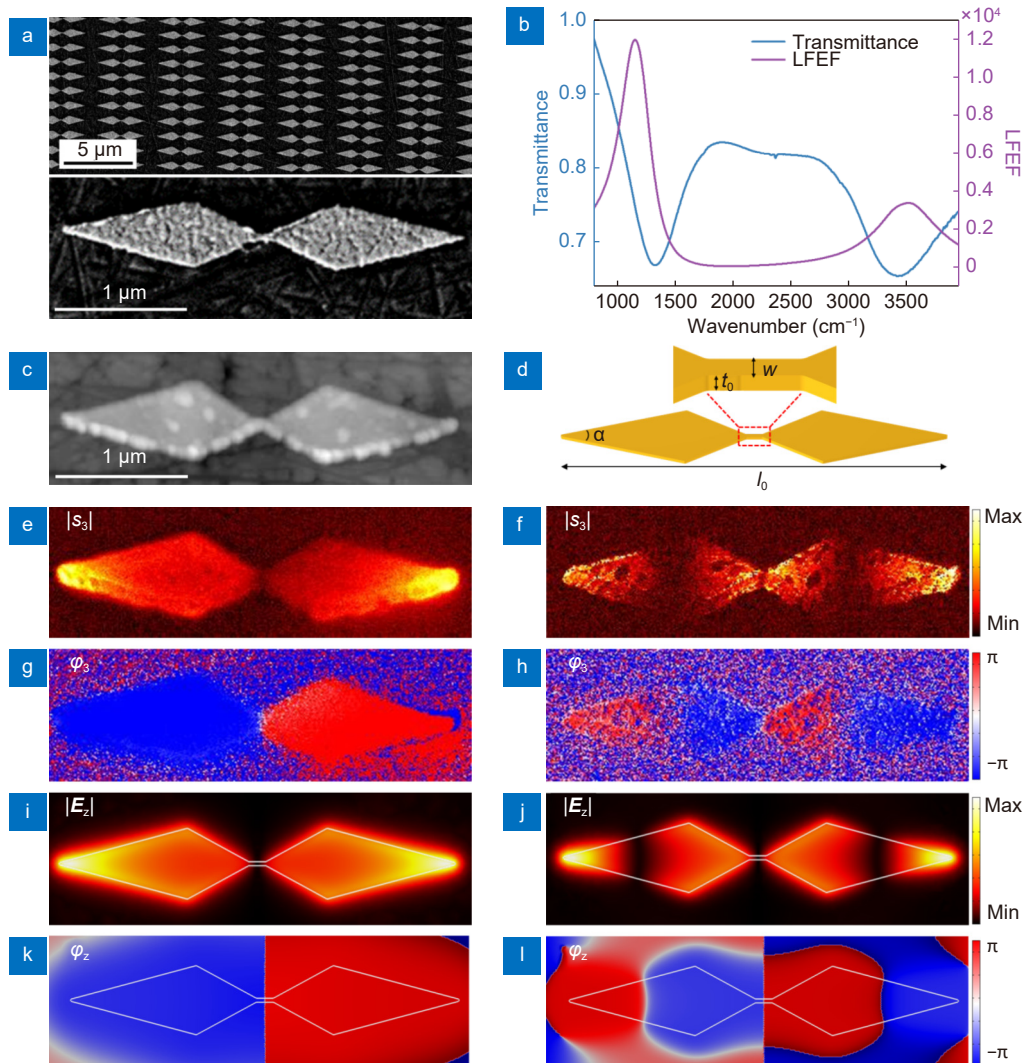 a
5 μm
1 μm
b
1.0
0.9
0.8
0.7
Transmittance
Transmittance
LFEF
×10⁴
1.2
1.0
0.8
0.6
0.4
0.2
0
LFEF
1000 1500 2000 2500 3000 3500
Wavenumber (cm⁻¹)
c
1 μm
d
w
t₀
α
l₀
e
|s₃|
f
|s₃|
Max
Min
g
φ₃
h
φ₃
π
−π
i
|E_z|
j
|E_z|
Max
Min
k
φ_z
l
φ_z
π
−π